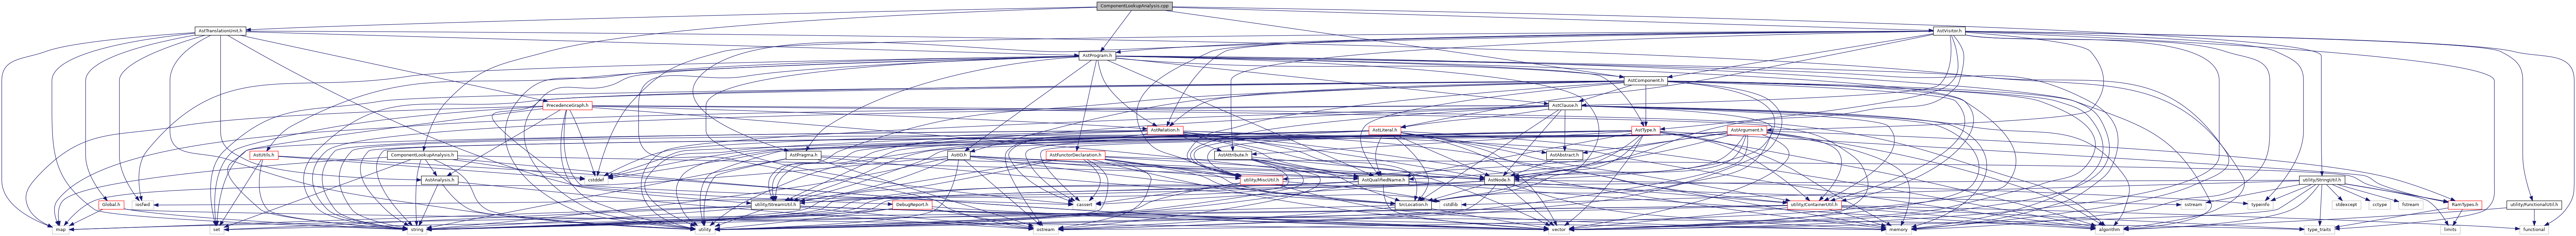 ComponentLookupAnalysis.cpp
AstTranslationUnit.h
AstVisitor.h
AstProgram.h
AstComponent.h
PrecedenceGraph.h
AstClause.h
AstRelation.h
AstLiteral.h
AstType.h
AstArgument.h
AstUtils.h
ComponentLookupAnalysis.h
AstPragma.h
AstIO.h
AstFunctorDeclaration.h
AstAttribute.h
AstAbstract.h
AstAnalysis.h
cstddef
utility/MiscUtil.h
AstQualifiedName.h
AstNode.h
utility/StringUtil.h
Global.h
iosfwd
utility/StreamUtil.h
DebugReport.h
cassert
SrcLocation.h
cstdlib
utility/ContainerUtil.h
sstream
typeinfo
stdexcept
cctype
fstream
RamTypes.h
utility/FunctionalUtil.h
map
set
string
utility
ostream
vector
memory
algorithm
type_traits
limits
functional